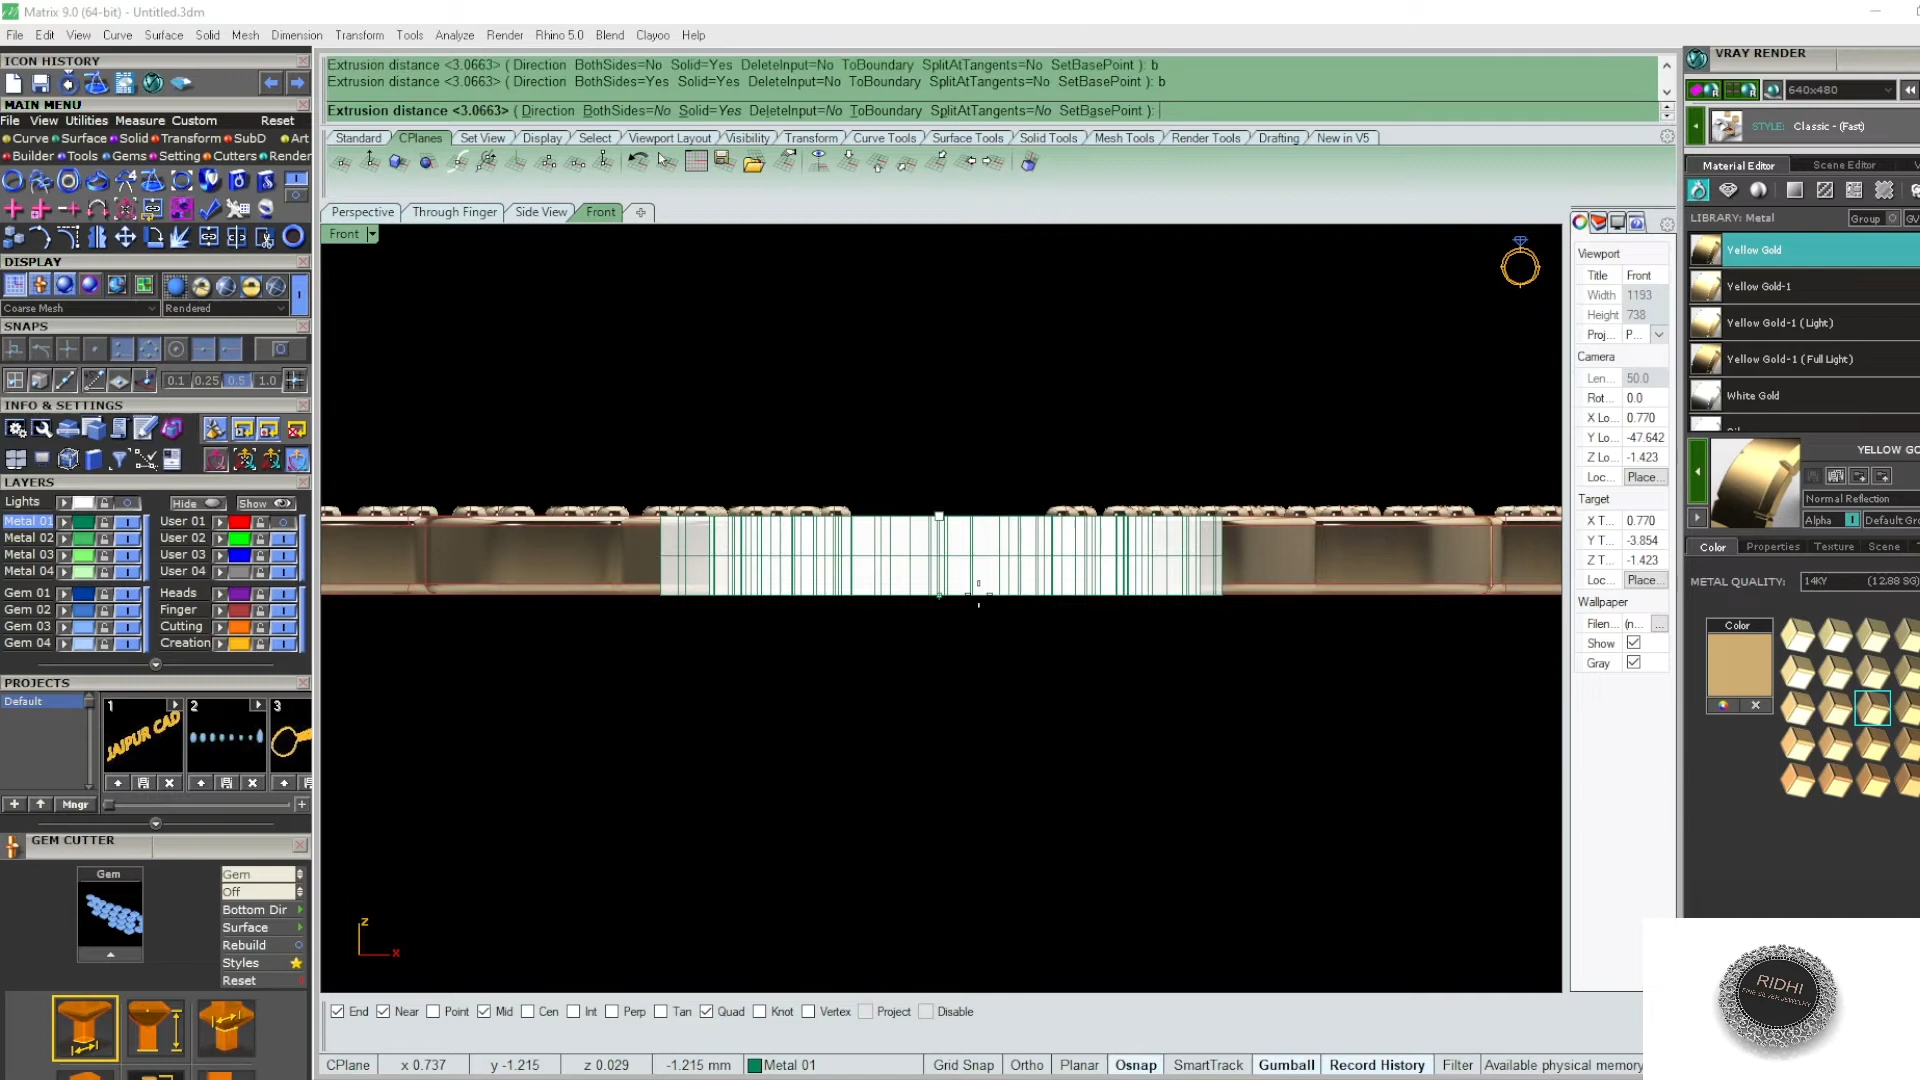 Matrix 9.0 (64-bit) - Untitled.3dm
File Edit View Curve Surface Solid Mesh Dimension Transform Tools Analyze Render Rhino 5.0 Blend Clayoo Help
ICON HISTORY
MAIN MENU
File View Utilities Measure Custom Reset
Curve Surface Solid Transform SubD Art
Builder Tools Gems Setting Cutters Render
DISPLAY
Coarse Mesh Rendered
SNAPS
0.1 0.25 0.5 1.0
INFO & SETTINGS
LAYERS
Lights Hide Show
Metal 01 User 01
Metal 02 User 02
Metal 03 User 03
Metal 04 User 04
Gem 01 Heads
Gem 02 Finger
Gem 03 Cutting
Gem 04 Creation
PROJECTS
Default
1 2 3
JAIPUR CAD
Mngr
GEM CUTTER
Gem Gem
Off
Bottom Dir
Surface
Rebuild
Styles
Reset
Extrusion distance <3.0663> ( Direction BothSides=No Solid=Yes DeleteInput=No ToBoundary SplitAtTangents=No SetBasePoint ): b
Extrusion distance <3.0663> ( Direction BothSides=Yes Solid=Yes DeleteInput=No ToBoundary SplitAtTangents=No SetBasePoint ): b
Extrusion distance <3.0663> ( Direction BothSides=No Solid=Yes DeleteInput=No ToBoundary SplitAtTangents=No SetBasePoint ):
Standard CPlanes Set View Display Select Viewport Layout Visibility Transform Curve Tools Surface Tools Solid Tools Mesh Tools Render Tools Drafting New in V5
Perspective Through Finger Side View Front
Front
z
x
End Near Point Mid Cen Int Perp Tan Quad Knot Vertex Project Disable
CPlane x 0.737 y -1.215 z 0.029 -1.215 mm Metal 01 Grid Snap Ortho Planar Osnap SmartTrack Gumball Record History Filter Available physical memory
Viewport
Title Front
Width 1193
Height 738
Proj... P...
Camera
Len... 50.0
Rot... 0.0
X Lo... 0.770
Y Lo... -47.642
Z Lo... -1.423
Loc... Place...
Target
X T... 0.770
Y T... -3.854
Z T... -1.423
Loc... Place...
Wallpaper
Filen... (n... ...
Show
Gray
VRAY RENDER
640x480
STYLE: Classic - (Fast)
Material Editor Scene Editor
LIBRARY: Metal Group
Yellow Gold
Yellow Gold-1
Yellow Gold-1 (Light)
Yellow Gold-1 (Full Light)
White Gold
YELLOW GO
Normal Reflection
Alpha Default Gro
Color Properties Texture Scene
METAL QUALITY: 14KY (12.88 SG)
Color
RIDHI
FINE SILVER JEWELRY